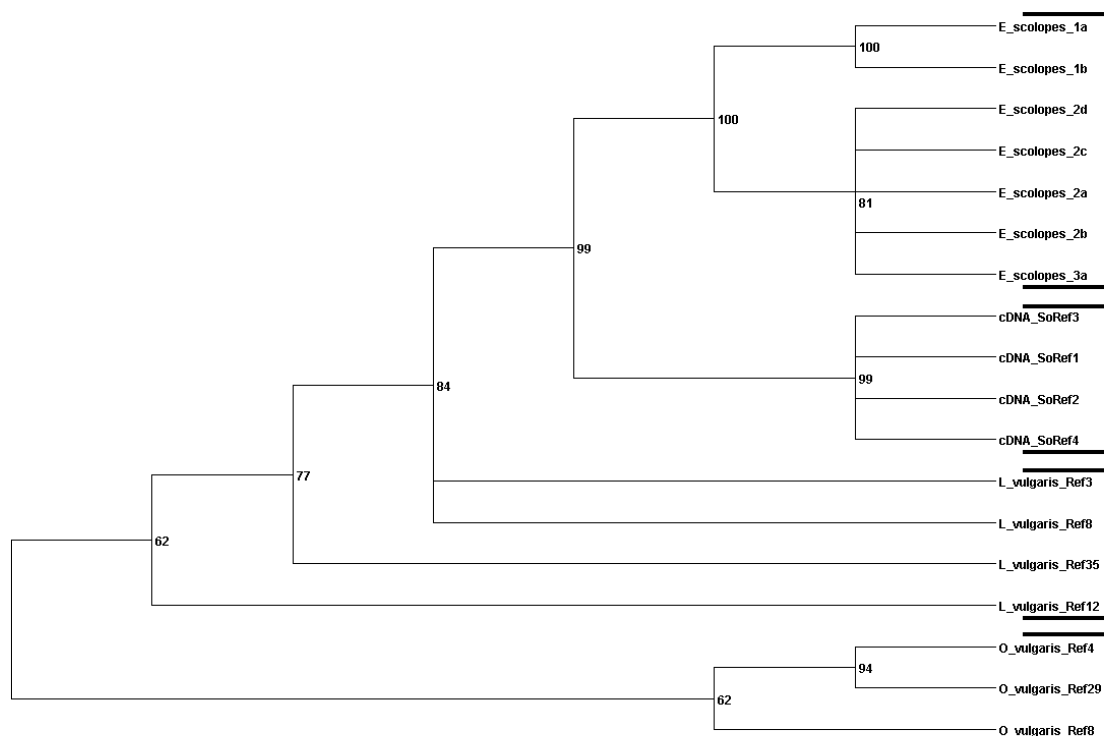 E_scolopes_1a
100
E_scolopes_1b
E_scolopes_2d
100
E_scolopes_2c
E_scolopes_2a
81
E_scolopes_2b
99
E_scolopes_3a
cDNA_SoRef3
cDNA_SoRef1
99
84
cDNA_SoRef2
cDNA_SoRef4
77
L_vulgaris_Ref3
L_vulgaris_Ref8
62
L_vulgaris_Ref35
L_vulgaris_Ref12
O_vulgaris_Ref4
94
O_vulgaris_Ref29
62
O_vulgaris_Ref8